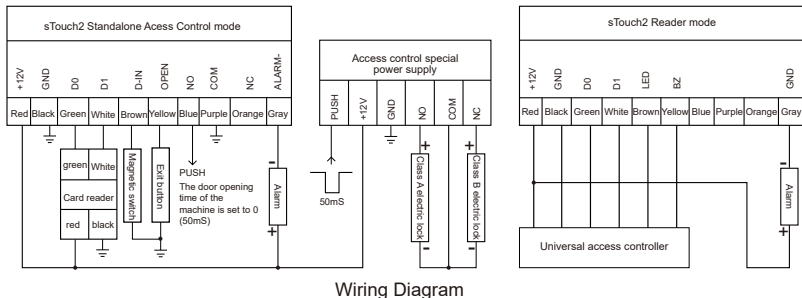 sTouch2 Standalone Acess Control mode
+12V
GND
D0
D1
D-IN
OPEN
NO
COM
NC
ALARM-
Red
Black
Green
White
Brown
Yellow
Blue
Purple
Orange
Gray
green
White
Card reader
red
black
Magnetic switch
Exit button
PUSH
The door opening
time of the
machine is set to 0
(50mS)
-
Alarm
+
Access control special
power supply
PUSH
+12V
GND
NO
COM
NC
50mS
+
Class A electric lock
-
+
Class B electric lock
-
sTouch2 Reader mode
+12V
GND
D0
D1
LED
BZ
GND
Red
Black
Green
White
Brown
Yellow
Blue
Purple
Orange
Gray
-
Alarm
+
Universal access controller
Wiring Diagram